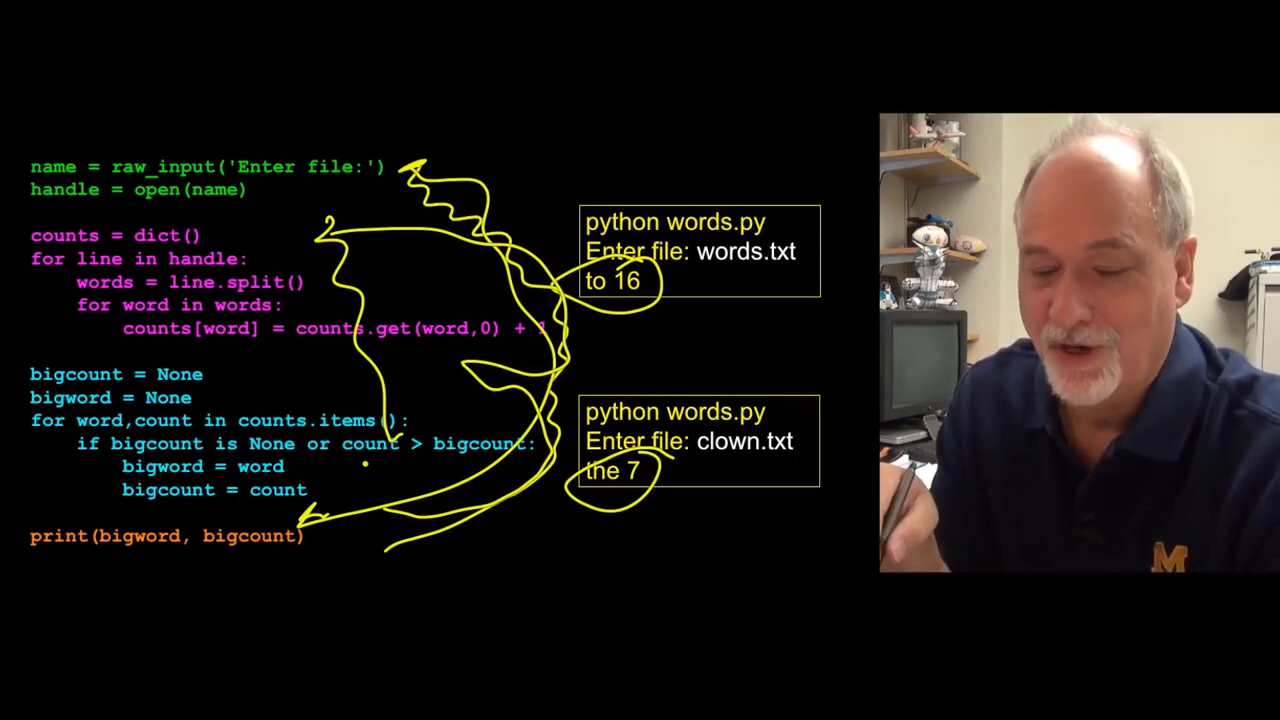 name = raw_input('Enter file:')
handle = open(name)
counts = dict()
for line in handle:
    words = line.split()
    for word in words:
        counts[word] = counts.get(word,0) + 1
bigcount = None
bigword = None
for word,count in counts.items():
    if bigcount is None or count > bigcount:
        bigword = word
        bigcount = count
print(bigword, bigcount)
python words.py
Enter file: words.txt
to 16
python words.py
Enter file: clown.txt
the 7
M